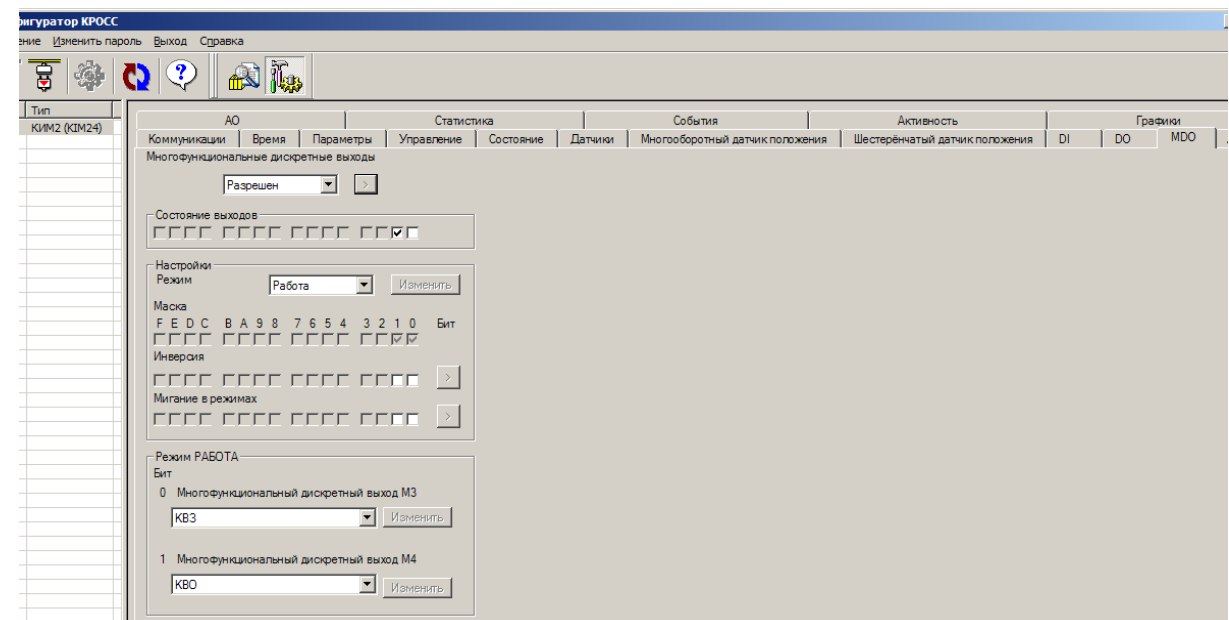 фигуратор КРОСС
ение Изменить пароль Выход Справка
Тип
КИМ2 (KIM24)
АО Статистика События Активность Графики
Коммуникации Время Параметры Управление Состояние Датчики Многооборотный датчик положения Шестерёнчатый датчик положения DI DO MDO
Многофункциональные дискретные выходы
Разрешен >
Состояние выходов
Настройки
Режим Работа Изменить
Маска
F E D C B A 9 8 7 6 5 4 3 2 1 0 Бит
Инверсия
>
Мигание в режимах
>
Режим РАБОТА
Бит
0 Многофункциональный дискретный выход М3
КВЗ Изменить
1 Многофункциональный дискретный выход М4
КВО Изменить